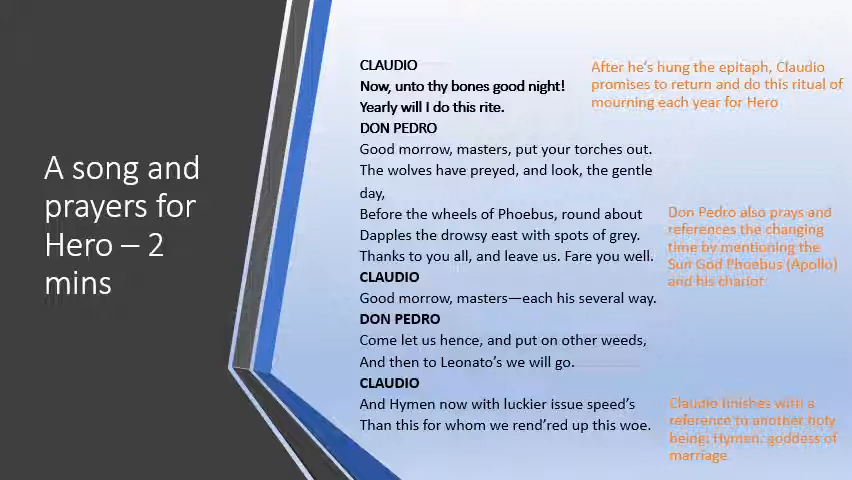 A song and
prayers for
Hero – 2
mins
CLAUDIO
Now, unto thy bones good night!
Yearly will I do this rite.
DON PEDRO
Good morrow, masters, put your torches out.
The wolves have preyed, and look, the gentle
day,
Before the wheels of Phoebus, round about
Dapples the drowsy east with spots of grey.
Thanks to you all, and leave us. Fare you well.
CLAUDIO
Good morrow, masters—each his several way.
DON PEDRO
Come let us hence, and put on other weeds,
And then to Leonato's we will go.
CLAUDIO
And Hymen now with luckier issue speed's
Than this for whom we rend'red up this woe.
After he's hung the epitaph, Claudio
promises to return and do this ritual of
mourning each year for Hero
Don Pedro also prays and
references the changing
time by mentioning the
Sun God Phoebus (Apollo)
and his chariot
Claudio finishes with a
reference to another holy
being; Hymen, goddess of
marriage.